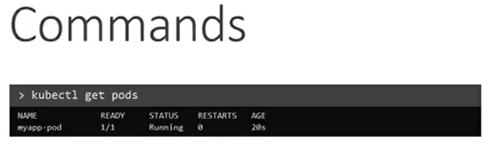 Commands
> kubectl get pods
NAME READY STATUS RESTARTS AGE
myapp-pod 1/1 Running 0 20s